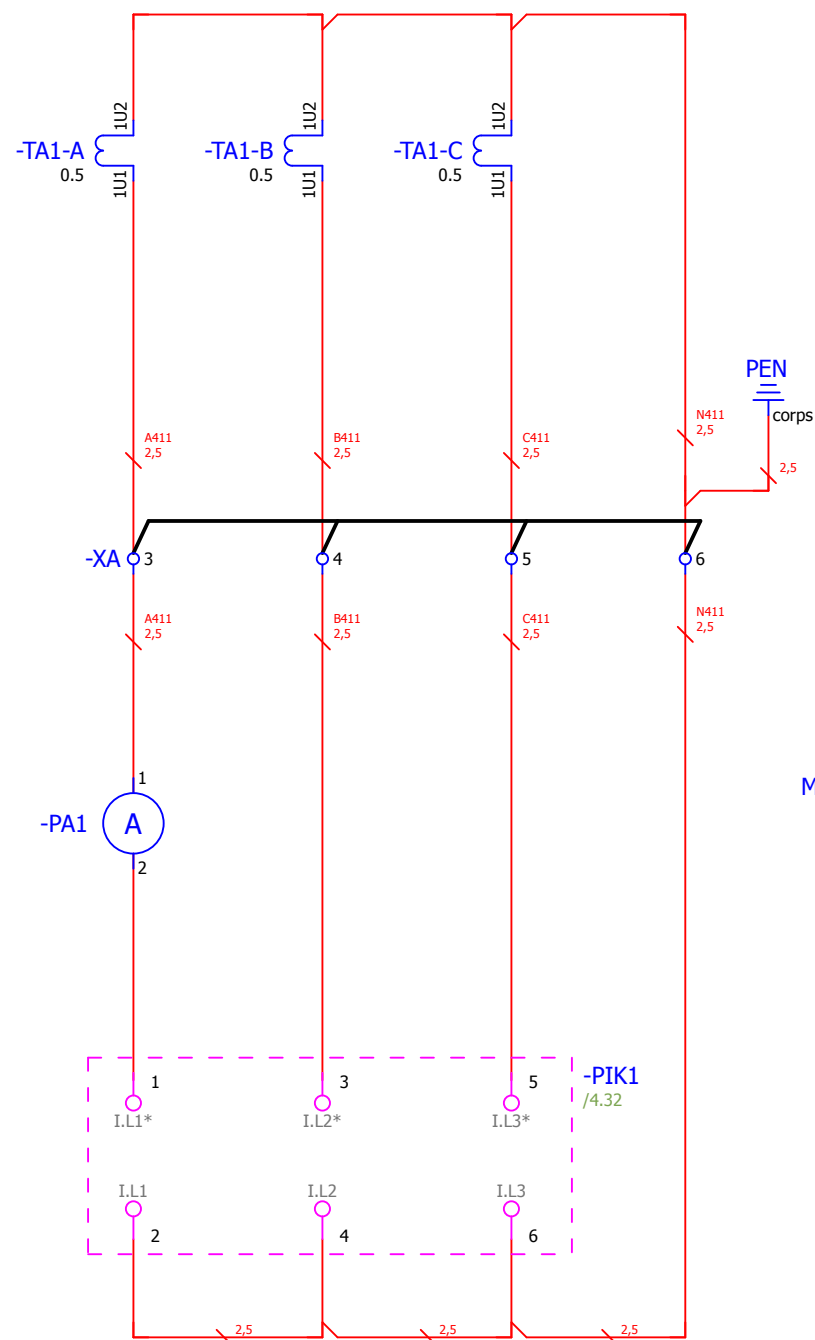 1U2
1U2
1U2
-TA1-A
-TA1-B
-TA1-C
0.5
0.5
0.5
1U1
1U1
1U1
PEN
corps
A411
2,5
B411
2,5
C411
2,5
N411
2,5
2,5
-XA
3
4
5
6
A411
2,5
B411
2,5
C411
2,5
N411
2,5
1
-PA1
A
2
M
-PIK1
/4.32
1
3
5
I.L1*
I.L2*
I.L3*
I.L1
I.L2
I.L3
2
4
6
2,5
2,5
2,5